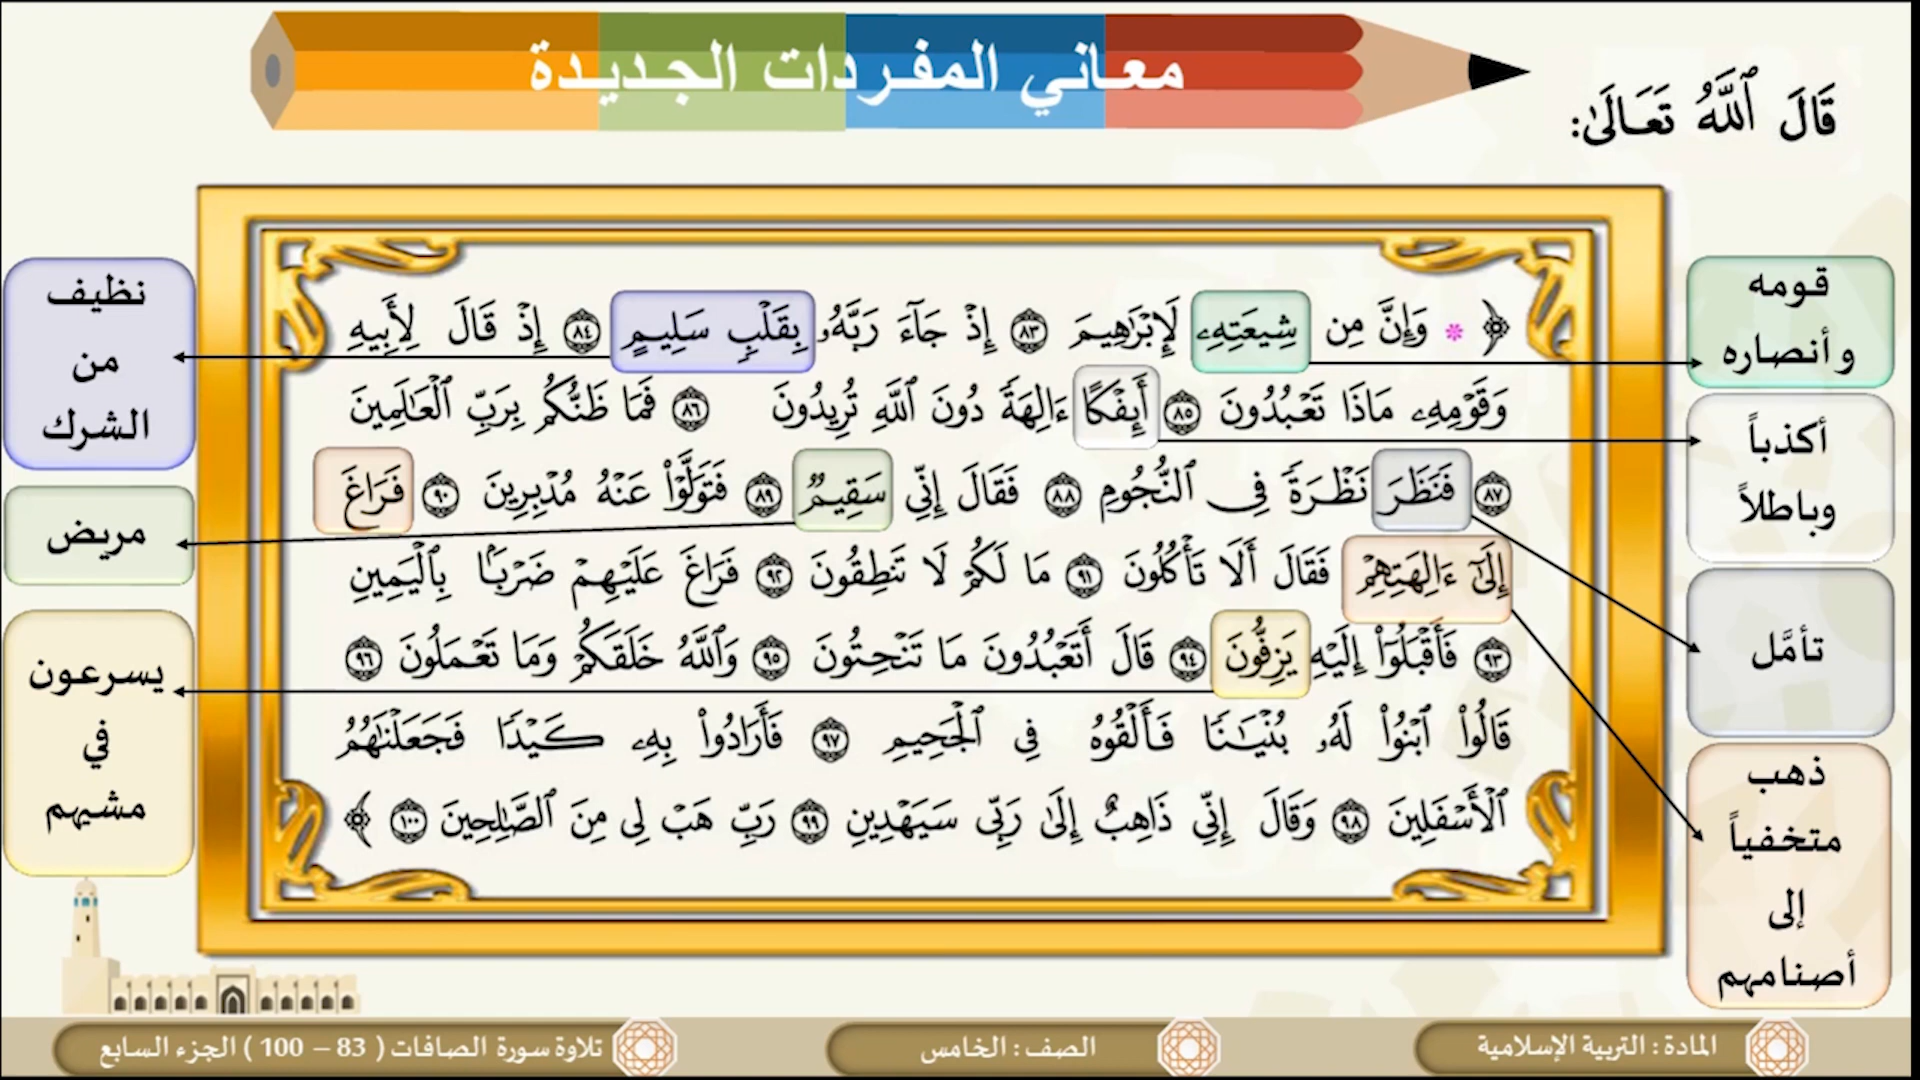 معاني المفردات الجديدة
قَالَ ٱللَّهُ تَعَالَىٰ:
﴿ * وَإِنَّ مِن شِيعَتِهِۦ لَإِبْرَٰهِيمَ ٨٣ إِذْ جَآءَ رَبَّهُۥ بِقَلْبٍ سَلِيمٍ ٨٤ إِذْ قَالَ لِأَبِيهِ
وَقَوْمِهِۦ مَاذَا تَعْبُدُونَ ٨٥ أَئِفْكًا ءَالِهَةً دُونَ ٱللَّهِ تُرِيدُونَ ٨٦ فَمَا ظَنُّكُم بِرَبِّ ٱلْعَٰلَمِينَ
٨٧ فَنَظَرَ نَظْرَةً فِى ٱلنُّجُومِ ٨٨ فَقَالَ إِنِّى سَقِيمٌ ٨٩ فَتَوَلَّوْا۟ عَنْهُ مُدْبِرِينَ ٩٠ فَرَاغَ
إِلَىٰٓ ءَالِهَتِهِمْ فَقَالَ أَلَا تَأْكُلُونَ ٩١ مَا لَكُمْ لَا تَنطِقُونَ ٩٢ فَرَاغَ عَلَيْهِمْ ضَرْبًۢا بِٱلْيَمِينِ
٩٣ فَأَقْبَلُوٓا۟ إِلَيْهِ يَزِفُّونَ ٩٤ قَالَ أَتَعْبُدُونَ مَا تَنْحِتُونَ ٩٥ وَٱللَّهُ خَلَقَكُمْ وَمَا تَعْمَلُونَ ٩٦
قَالُوا۟ ٱبْنُوا۟ لَهُۥ بُنْيَٰنًا فَأَلْقُوهُ فِى ٱلْجَحِيمِ ٩٧ فَأَرَادُوا۟ بِهِۦ كَيْدًا فَجَعَلْنَٰهُمُ
ٱلْأَسْفَلِينَ ٩٨ وَقَالَ إِنِّى ذَاهِبٌ إِلَىٰ رَبِّى سَيَهْدِينِ ٩٩ رَبِّ هَبْ لِى مِنَ ٱلصَّٰلِحِينَ ١٠٠ ﴾
قومه
وأنصاره
أكذباً
وباطلاً
تأمَّل
ذهب
متخفياً
إلى
أصنامهم
نظيف
من
الشرك
مريض
يسرعون
في
مشيهم
المادة : التربية الإسلامية
الصف : الخامس
تلاوة سورة الصافات ( 83 – 100 ) الجزء السابع